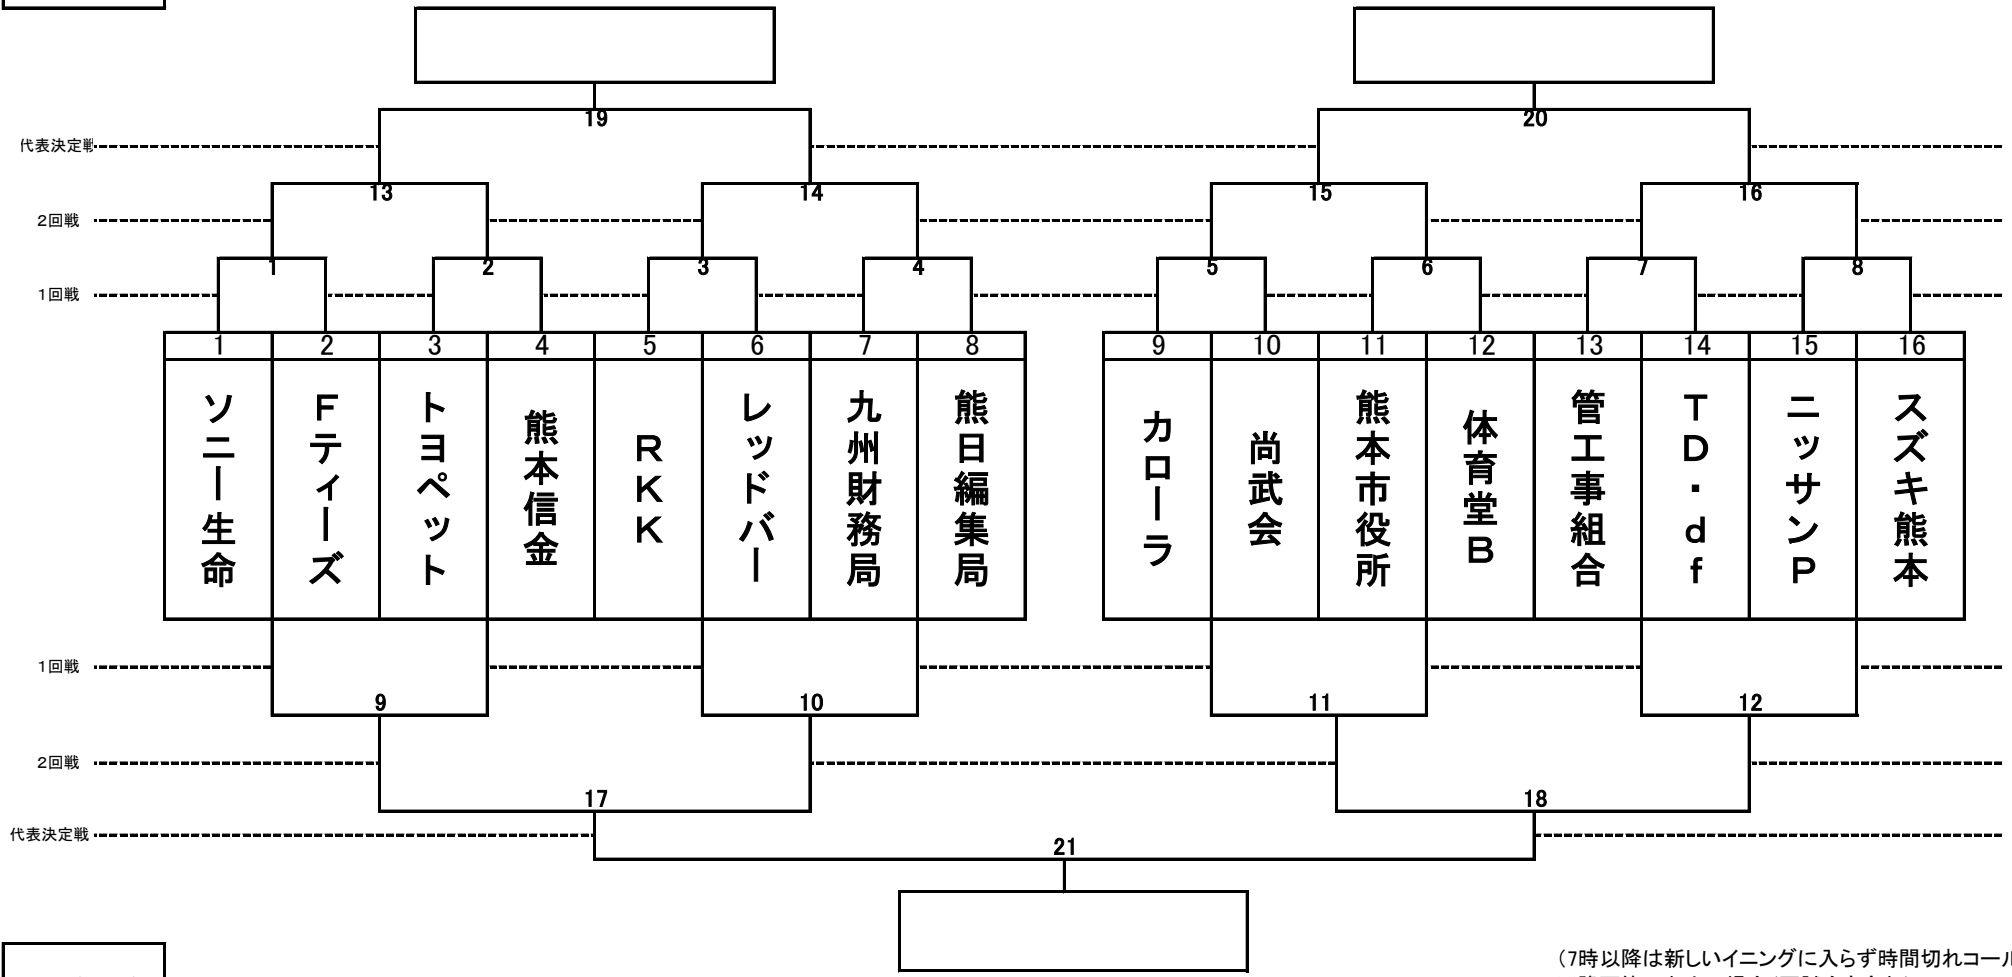 19 20
代表決定戦
13 14 15 16
2回戦
1 2 3 4 5 6 7 8
1回戦
1 2 3 4 5 6 7 8 9 10 11 12 13 14 15 16
ソニー生命
Fティーズ
トヨペット
熊本信金
RKK
レッドバー
九州財務局
熊日編集局
カローラ
尚武会
熊本市役所
体育堂B
管工事組合
TD・df
ニッサンP
スズキ熊本
1回戦
9 10 11 12
2回戦
17 18
代表決定戦
21
（7時以降は新しいイニングに入らず時間切れコール